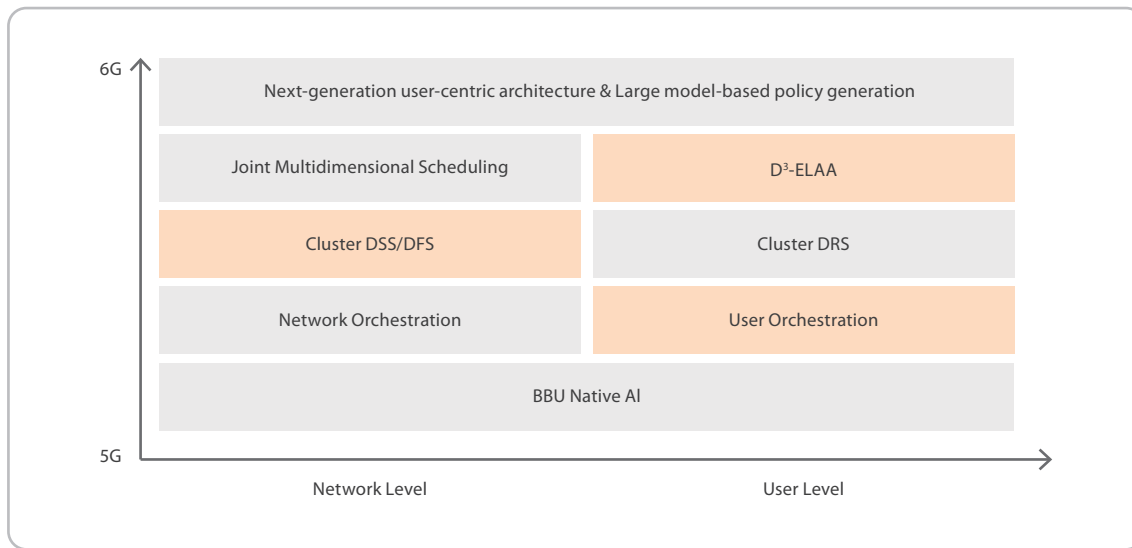 6G
Next-generation user-centric architecture & Large model-based policy generation
Joint Multidimensional Scheduling
D³-ELAA
Cluster DSS/DFS
Cluster DRS
Network Orchestration
User Orchestration
BBU Native AI
5G
Network Level
User Level